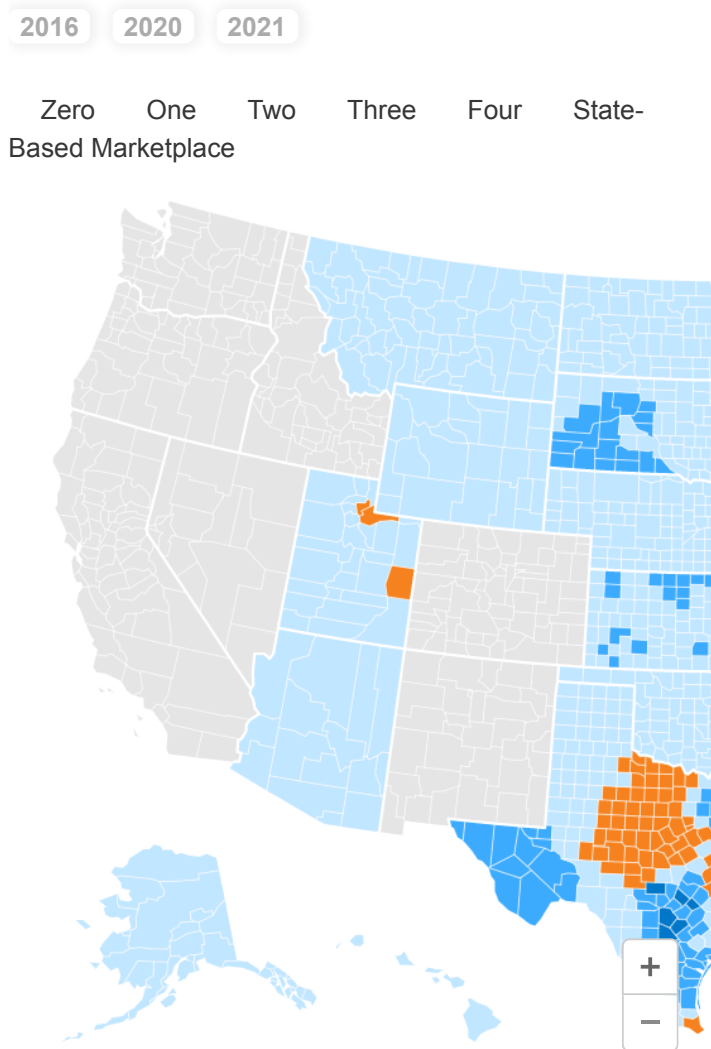 2016 2020 2021
Zero One Two Three Four State-
Based Marketplace
+
−